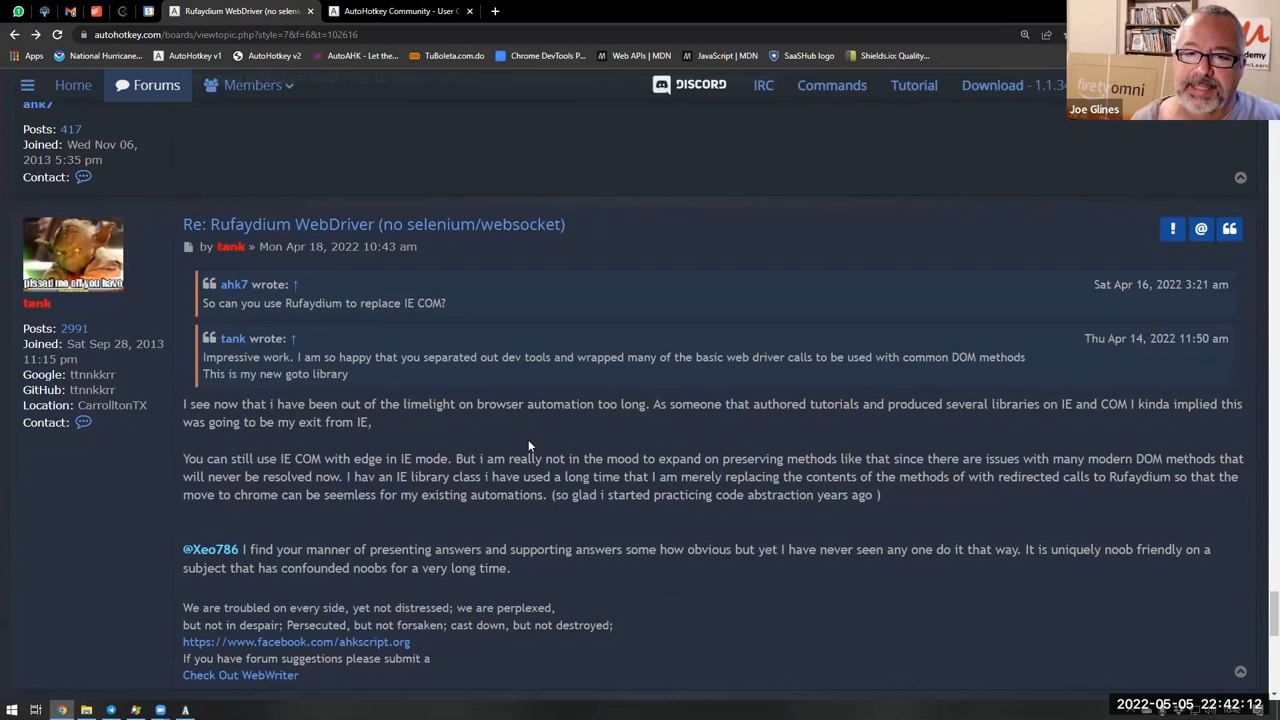 Rufaydium WebDriver (no seleni
AutoHotkey Community - User C
autohotkey.com/boards/viewtopic.php?style=7&f=6&t=102616
Apps
National Hurricane...
AutoHotkey v1
AutoHotkey v2
AutoAHK - Let the...
TuBoleta.com.co -...
Chrome DevTools P...
Web APIs | MDN
JavaScript | MDN
SaaSHub logo
Shields.io: Quality...
Home
Forums
Members
DISCORD
IRC
Commands
Tutorial
Download - 1.1.3
fire tv omni
Joe Glines
ahk7
Posts: 417
Joined: Wed Nov 06,
2013 5:35 pm
Contact:
pissed me off, you have
tank
Posts: 2991
Joined: Sat Sep 28, 2013
11:15 pm
Google: ttnnkkrr
GitHub: ttnnkkrr
Location: CarrolltonTX
Contact:
Re: Rufaydium WebDriver (no selenium/websocket)
by tank » Mon Apr 18, 2022 10:43 am
ahk7 wrote: ↑
Sat Apr 16, 2022 3:21 am
So can you use Rufaydium to replace IE COM?
tank wrote: ↑
Thu Apr 14, 2022 11:50 am
Impressive work. I am so happy that you separated out dev tools and wrapped many of the basic web driver calls to be used with common DOM methods
This is my new goto library
I see now that i have been out of the limelight on browser automation too long. As someone that authored tutorials and produced several libraries on IE and COM I kinda implied this
was going to be my exit from IE,
You can still use IE COM with edge in IE mode. But i am really not in the mood to expand on preserving methods like that since there are issues with many modern DOM methods that
will never be resolved now. I hav an IE library class i have used a long time that I am merely replacing the contents of the methods of with redirected calls to Rufaydium so that the
move to chrome can be seemless for my existing automations. (so glad i started practicing code abstraction years ago )
@Xeo786 I find your manner of presenting answers and supporting answers some how obvious but yet I have never seen any one do it that way. It is uniquely noob friendly on a
subject that has confounded noobs for a very long time.
We are troubled on every side, yet not distressed; we are perplexed,
but not in despair; Persecuted, but not forsaken; cast down, but not destroyed;
https://www.facebook.com/ahkscript.org
If you have forum suggestions please submit a
Check Out WebWriter
2022-05-05 22:42:12